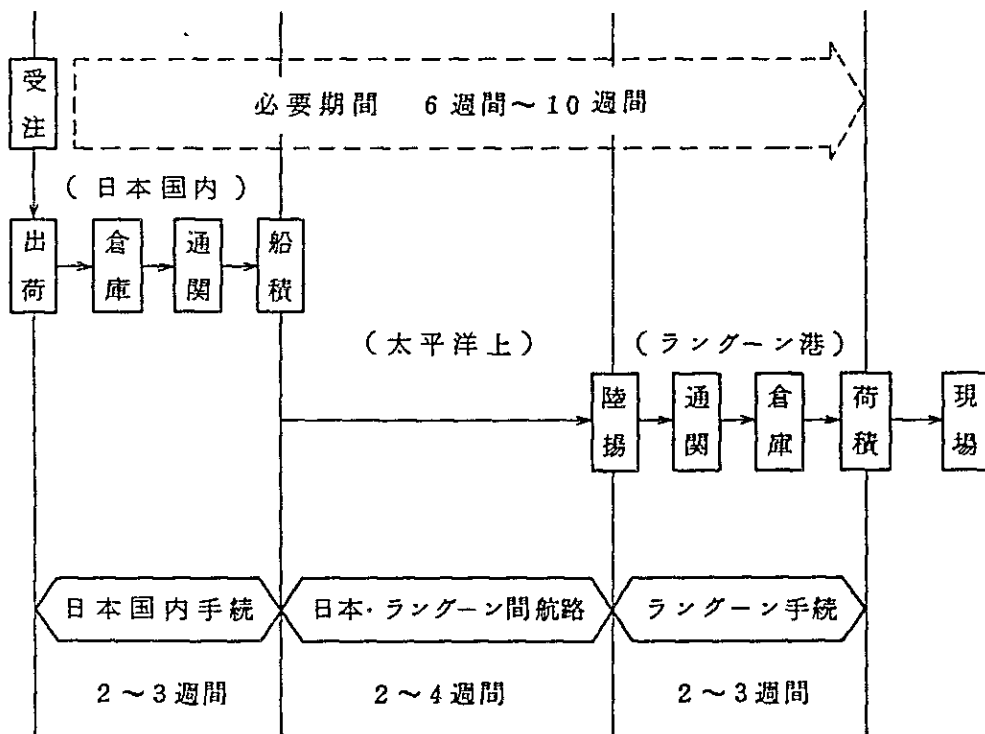 受注
必要期間 6週間～10週間
(日本国内)
出荷
倉庫
通関
船積
(太平洋上)
(ラングーン港)
陸揚
通関
倉庫
荷積
現場
日本国内手続
日本・ラングーン間航路
ラングーン手続
2～3週間
2～4週間
2～3週間